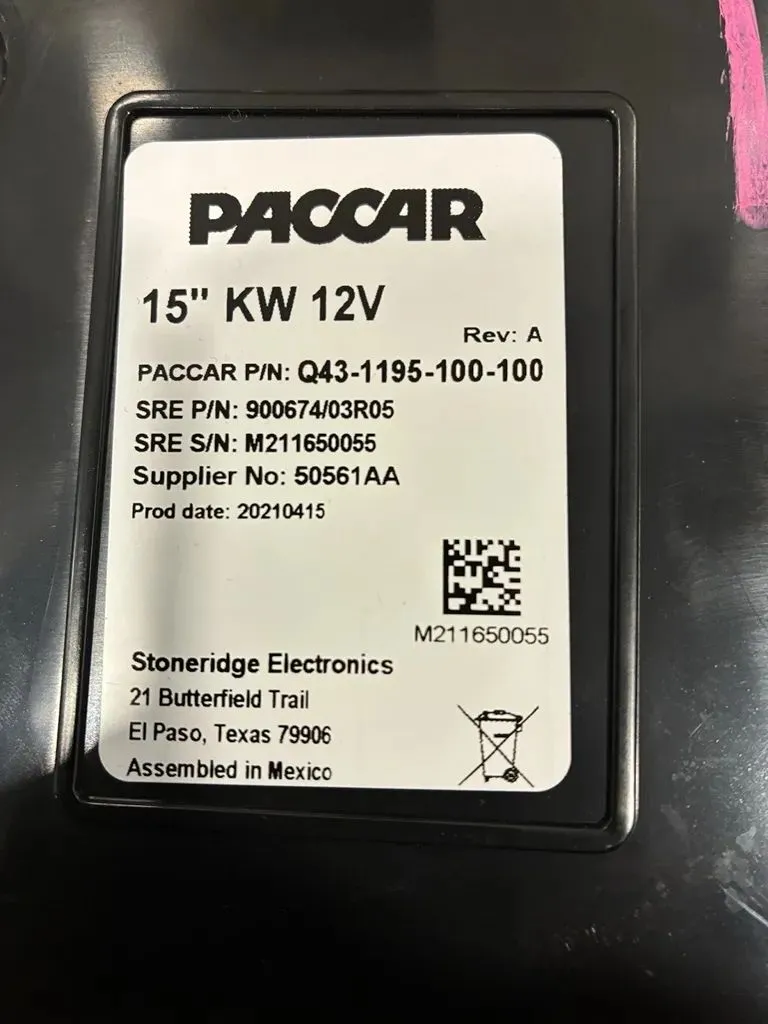 PACCAR
15" KW 12V
Rev: A
PACCAR P/N: Q43-1195-100-100
SRE P/N: 900674/03R05
SRE S/N: M211650055
Supplier No: 50561AA
Prod date: 20210415
M211650055
Stoneridge Electronics
21 Butterfield Trail
El Paso, Texas 79906
Assembled in Mexico